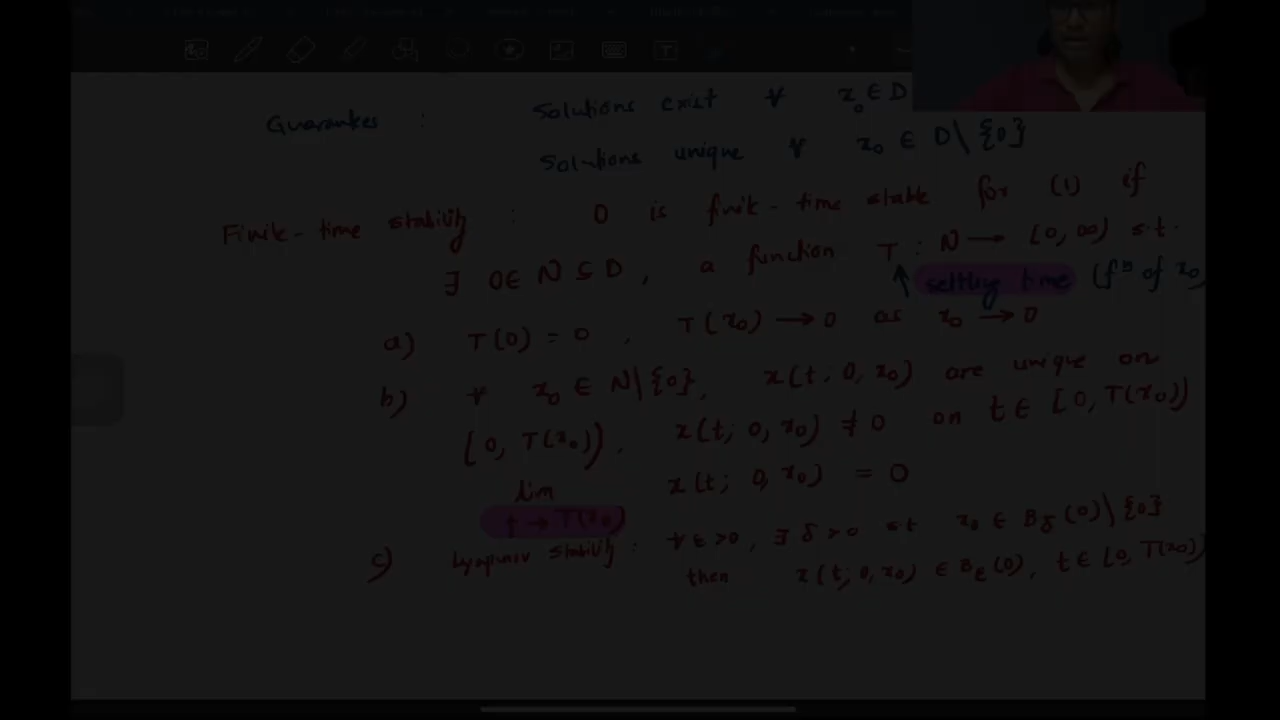 Guarantees : Solutions exist ∀ x₀ ∈ D
Solutions unique ∀ x₀ ∈ D \ {0}
Finite-time stability : 0 is finite-time stable for (1) if
∃ 0 ∈ N ⊆ D, a function T : N → [0, ∞) s.t.
settling time (fⁿ of x₀
a) T(0) = 0, T(x₀) → 0 as x₀ → 0
b) ∀ x₀ ∈ N \ {0}, x(t, 0, x₀) are unique on
[0, T(x₀)), x(t; 0, x₀) ≠ 0 on t ∈ [0, T(x₀))
lim x(t; 0, x₀) = 0
t → T(x₀)
c) Lyapunov stability : ∀ ε > 0, ∃ δ > 0 st x₀ ∈ B_δ(0) \ {0}
then x(t; 0, x₀) ∈ B_ε(0), t ∈ [0, T(x₀))